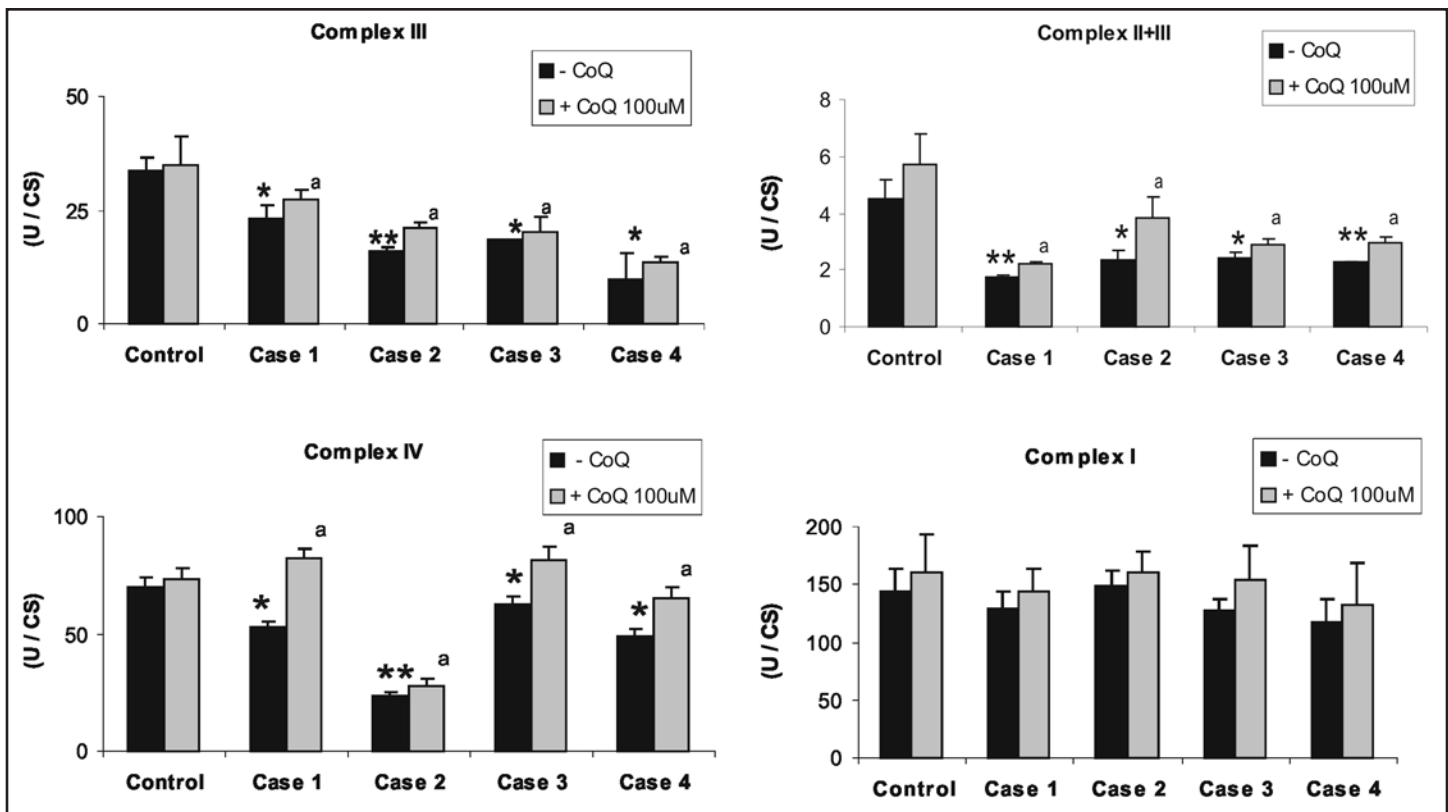 Complex III
- CoQ
+ CoQ 100uM
50
25
0
(U / CS)
* a
** a
* a
* a
Control Case 1 Case 2 Case 3 Case 4
Complex II+III
- CoQ
+ CoQ 100uM
8
6
4
2
0
(U / CS)
** a
* a
* a
** a
Control Case 1 Case 2 Case 3 Case 4
Complex IV
- CoQ
+ CoQ 100uM
100
50
0
(U / CS)
* a
** a
* a
* a
Control Case 1 Case 2 Case 3 Case 4
Complex I
- CoQ
+ CoQ 100uM
200
150
100
50
0
(U / CS)
Control Case 1 Case 2 Case 3 Case 4